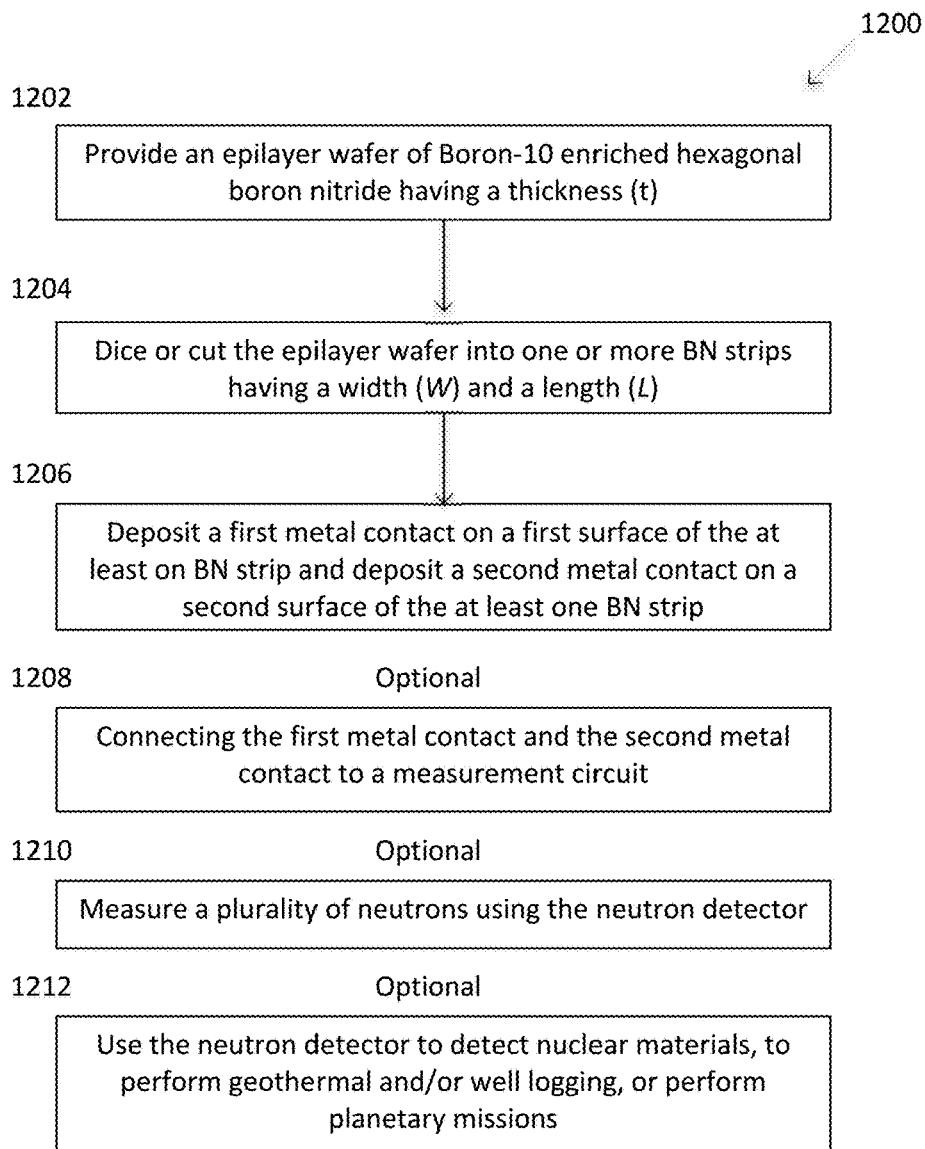 1200
1202
Provide an epilayer wafer of Boron-10 enriched hexagonal
boron nitride having a thickness (t)
1204
Dice or cut the epilayer wafer into one or more BN strips
having a width (W) and a length (L)
1206
Deposit a first metal contact on a first surface of the at
least on BN strip and deposit a second metal contact on a
second surface of the at least one BN strip
1208 Optional
Connecting the first metal contact and the second metal
contact to a measurement circuit
1210 Optional
Measure a plurality of neutrons using the neutron detector
1212 Optional
Use the neutron detector to detect nuclear materials, to
perform geothermal and/or well logging, or perform
planetary missions